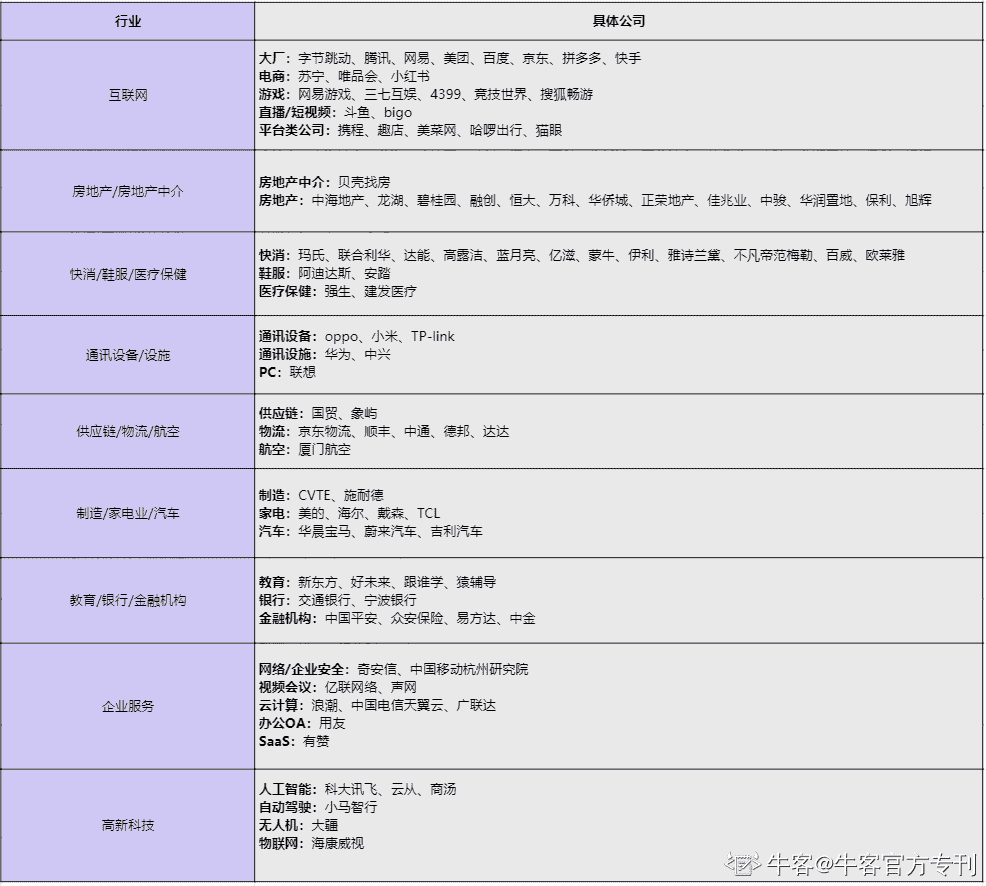 行业
具体公司
互联网
大厂：字节跳动、腾讯、网易、美团、百度、京东、拼多多、快手
电商：苏宁、唯品会、小红书
游戏：网易游戏、三七互娱、4399、竞技世界、搜狐畅游
直播/短视频：斗鱼、bigo
平台类公司：携程、趣店、美菜网、哈啰出行、猫眼
房地产/房地产中介
房地产中介：贝壳找房
房地产：中海地产、龙湖、碧桂园、融创、恒大、万科、华侨城、正荣地产、佳兆业、中骏、华润置地、保利、旭辉
快消/鞋服/医疗保健
快消：玛氏、联合利华、达能、高露洁、蓝月亮、亿滋、蒙牛、伊利、雅诗兰黛、不凡帝范梅勒、百威、欧莱雅
鞋服：阿迪达斯、安踏
医疗保健：强生、建发医疗
通讯设备/设施
通讯设备：oppo、小米、TP-link
通讯设施：华为、中兴
PC：联想
供应链/物流/航空
供应链：国贸、象屿
物流：京东物流、顺丰、中通、德邦、达达
航空：厦门航空
制造/家电业/汽车
制造：CVTE、施耐德
家电：美的、海尔、戴森、TCL
汽车：华晨宝马、蔚来汽车、吉利汽车
教育/银行/金融机构
教育：新东方、好未来、跟谁学、猿辅导
银行：交通银行、宁波银行
金融机构：中国平安、众安保险、易方达、中金
企业服务
网络/企业安全：奇安信、中国移动杭州研究院
视频会议：亿联网络、声网
云计算：浪潮、中国电信天翼云、广联达
办公OA：用友
SaaS：有赞
高新科技
人工智能：科大讯飞、云从、商汤
自动驾驶：小马智行
无人机：大疆
物联网：海康威视
牛客@牛客官方专刊